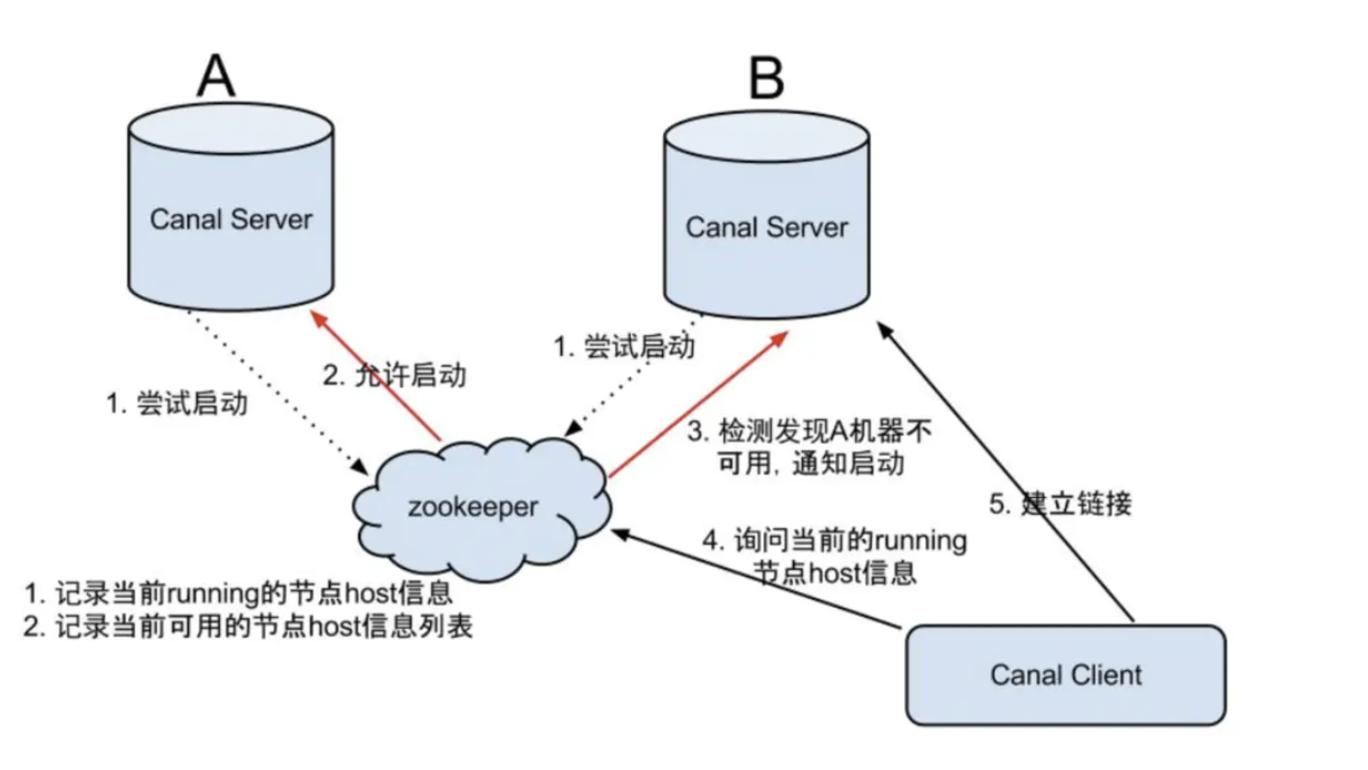 A
B
Canal Server
Canal Server
1. 尝试启动
2. 允许启动
1. 尝试启动
3. 检测发现A机器不
可用, 通知启动
zookeeper
5. 建立链接
4. 询问当前的running
节点host信息
1. 记录当前running的节点host信息
2. 记录当前可用的节点host信息列表
Canal Client